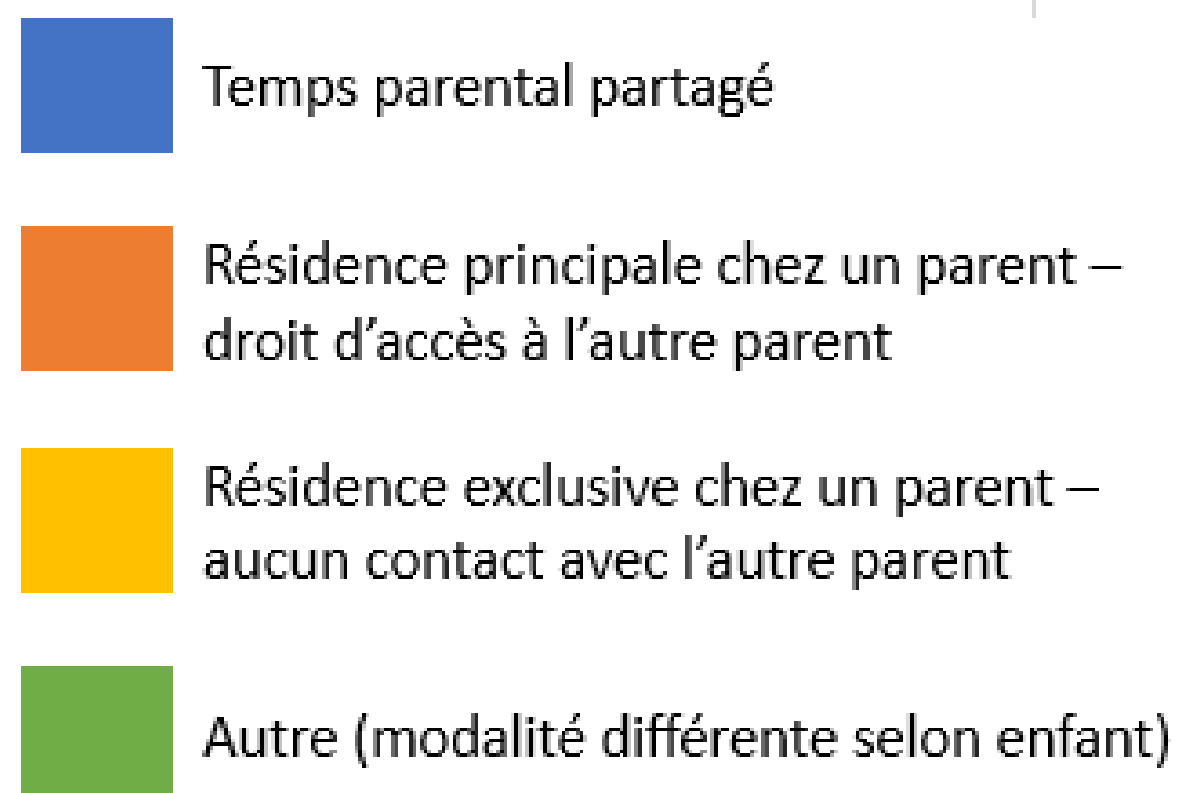 Temps parental partagé
Résidence principale chez un parent –
droit d’accès à l’autre parent
Résidence exclusive chez un parent –
aucun contact avec l’autre parent
Autre (modalité différente selon enfant)